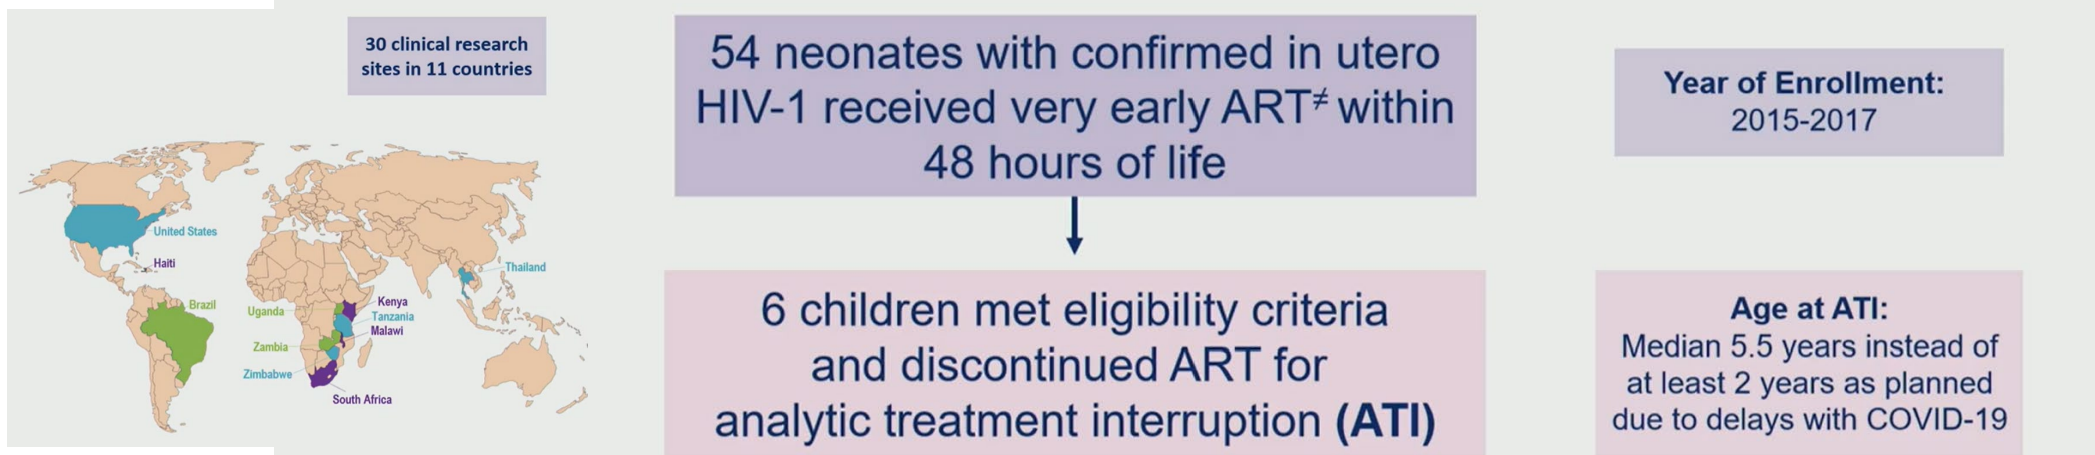 30 clinical research
sites in 11 countries
United States
Haiti
Brazil
Uganda
Zambia
Zimbabwe
Kenya
Tanzania
Malawi
South Africa
Thailand
54 neonates with confirmed in utero
HIV-1 received very early ART≠ within
48 hours of life
6 children met eligibility criteria
and discontinued ART for
analytic treatment interruption (ATI)
Year of Enrollment:
2015-2017
Age at ATI:
Median 5.5 years instead of
at least 2 years as planned
due to delays with COVID-19